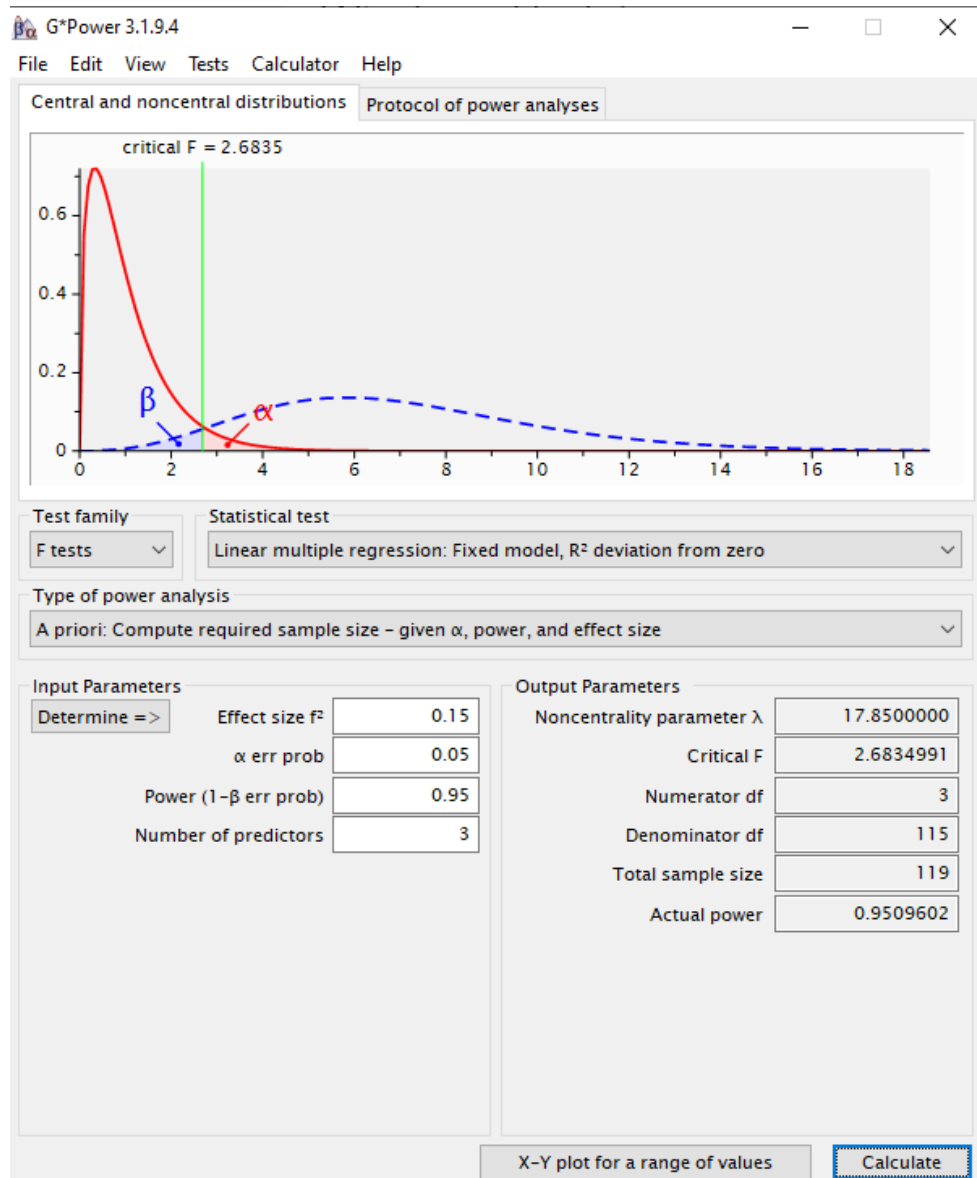 G*Power 3.1.9.4
File Edit View Tests Calculator Help
Central and noncentral distributions Protocol of power analyses
critical F = 2.6835
0.6
0.4
0.2
0
β α
0 2 4 6 8 10 12 14 16 18
Test family Statistical test
F tests Linear multiple regression: Fixed model, R² deviation from zero
Type of power analysis
A priori: Compute required sample size – given α, power, and effect size
Input Parameters Output Parameters
Determine => Effect size f² 0.15 Noncentrality parameter λ 17.8500000
α err prob 0.05 Critical F 2.6834991
Power (1-β err prob) 0.95 Numerator df 3
Number of predictors 3 Denominator df 115
Total sample size 119
Actual power 0.9509602
X-Y plot for a range of values Calculate